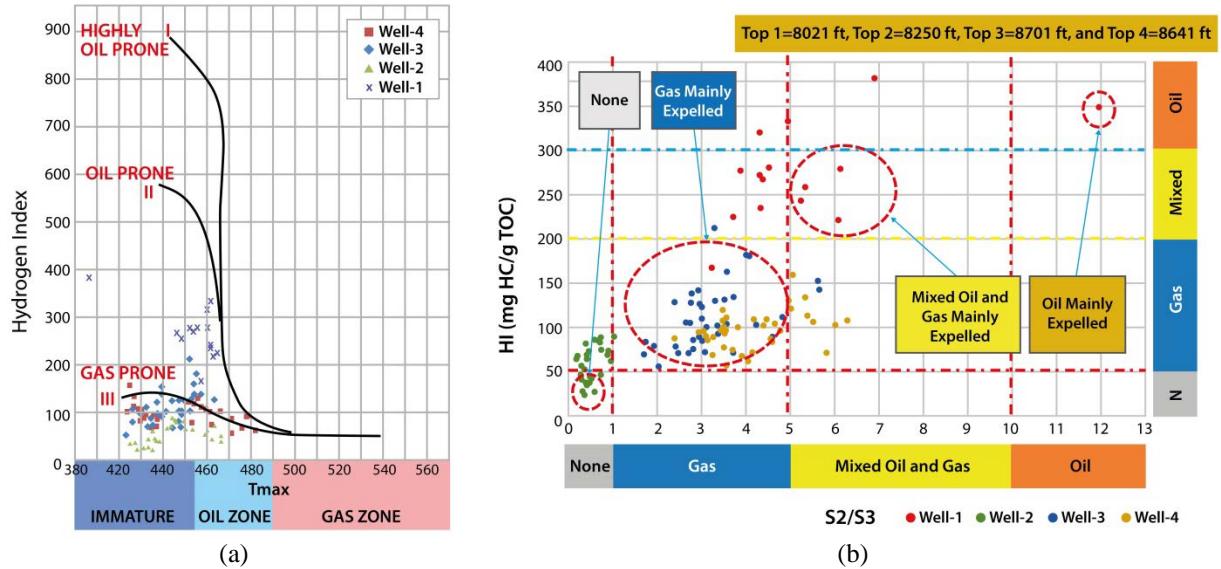 900
800
700
600
500
400
300
200
100
0
Hydrogen Index
HIGHLY
OIL PRONE
I
OIL PRONE
II
GAS PRONE
III
Well-4
Well-3
Well-2
Well-1
380 420 440 460 480 500 520 540 560
Tmax
IMMATURE OIL ZONE GAS ZONE
(a)
Top 1=8021 ft, Top 2=8250 ft, Top 3=8701 ft, and Top 4=8641 ft
400
350
300
250
200
150
100
50
0
HI (mg HC/g TOC)
None
Gas Mainly
Expelled
Mixed Oil and
Gas Mainly
Expelled
Oil Mainly
Expelled
Oil
Mixed
Gas
N
0 1 2 3 4 5 6 7 8 9 10 11 12 13
None Gas Mixed Oil and Gas Oil
S2/S3 Well-1 Well-2 Well-3 Well-4
(b)